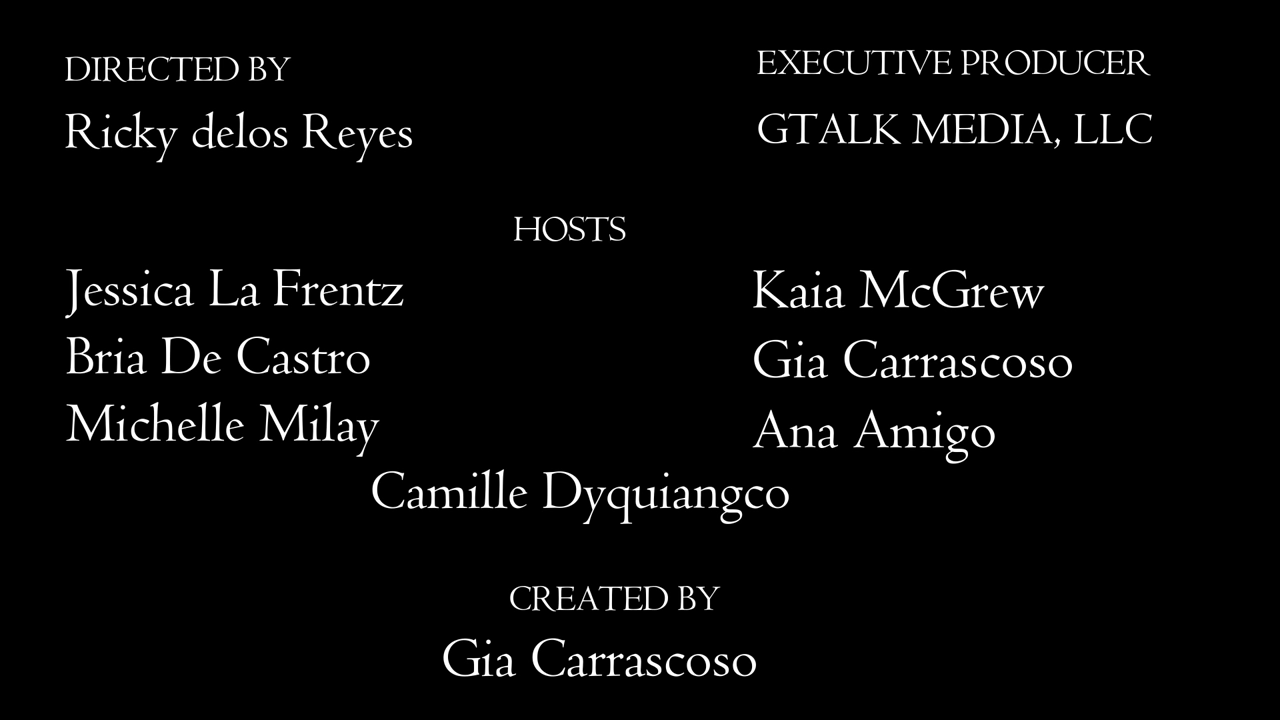 DIRECTED BY
Ricky delos Reyes
EXECUTIVE PRODUCER
GTALK MEDIA, LLC
HOSTS
Jessica La Frentz
Bria De Castro
Michelle Milay
Kaia McGrew
Gia Carrascoso
Ana Amigo
Camille Dyquiangco
CREATED BY
Gia Carrascoso